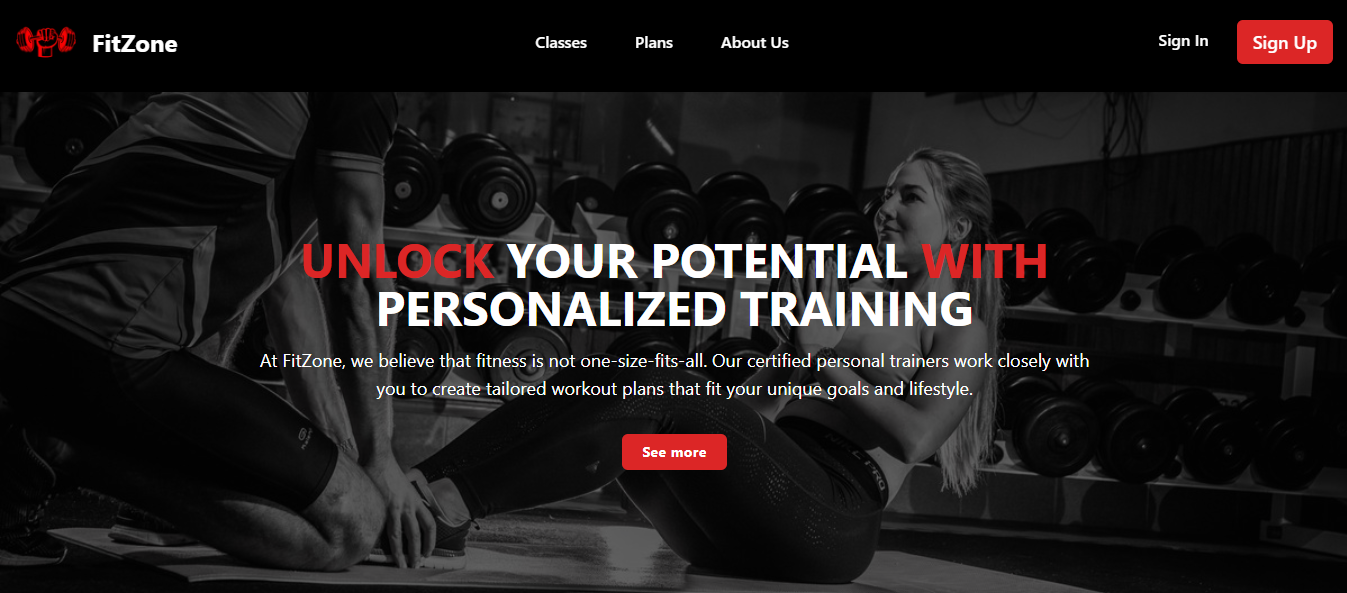 FitZone
Classes
Plans
About Us
Sign In
Sign Up
UNLOCK YOUR POTENTIAL WITH
PERSONALIZED TRAINING
At FitZone, we believe that fitness is not one-size-fits-all. Our certified personal trainers work closely with
you to create tailored workout plans that fit your unique goals and lifestyle.
See more